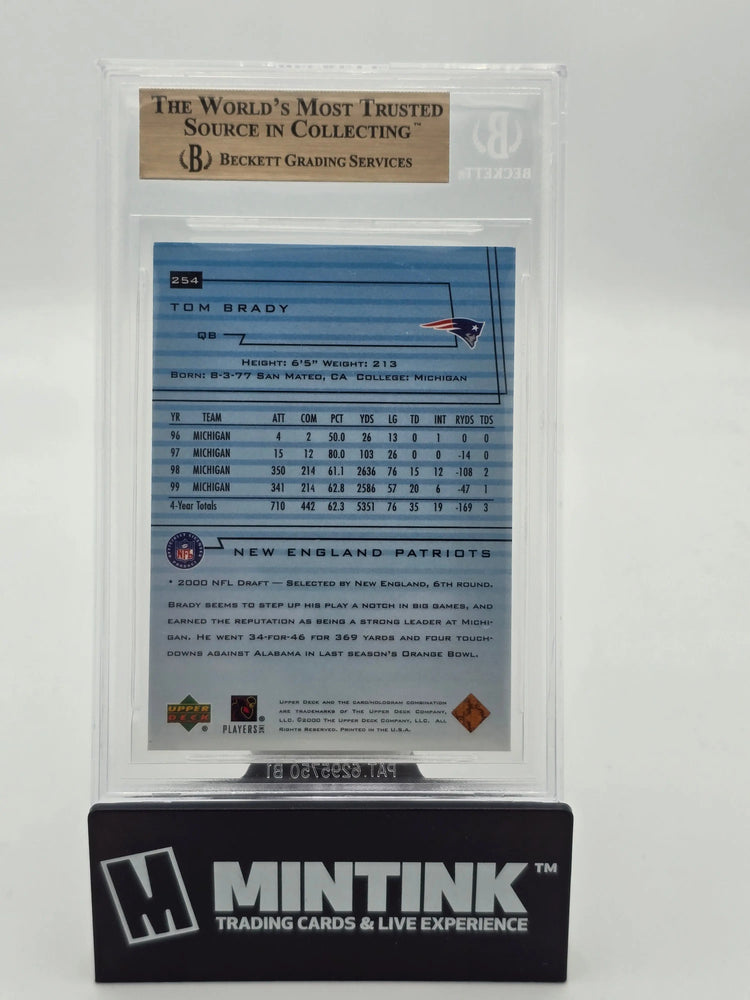 THE WORLD'S MOST TRUSTED
SOURCE IN COLLECTING™
B BECKETT GRADING SERVICES
B
BECKETT®
254
TOM BRADY
QB
HEIGHT: 6'5" WEIGHT: 213
BORN: 8-3-77 SAN MATEO, CA COLLEGE: MICHIGAN
YR TEAM ATT COM PCT YDS LG TD INT RYDS TDS
96 MICHIGAN 4 2 50.0 26 13 0 1 0 0
97 MICHIGAN 15 12 80.0 103 26 0 0 -14 0
98 MICHIGAN 350 214 61.1 2636 76 15 12 -108 2
99 MICHIGAN 341 214 62.8 2586 57 20 6 -47 1
4-Year Totals 710 442 62.3 5351 76 35 19 -169 3
NFL
NEW ENGLAND PATRIOTS
* 2000 NFL DRAFT — SELECTED BY NEW ENGLAND, 6TH ROUND.
BRADY SEEMS TO STEP UP HIS PLAY A NOTCH IN BIG GAMES, AND
EARNED THE REPUTATION AS BEING A STRONG LEADER AT MICHI-
GAN. HE WENT 34-FOR-46 FOR 369 YARDS AND FOUR TOUCH-
DOWNS AGAINST ALABAMA IN LAST SEASON'S ORANGE BOWL.
UPPER DECK ®
PLAYERS INC ®
UPPER DECK AND THE CARD/HOLOGRAM COMBINATION
ARE TRADEMARKS OF THE UPPER DECK COMPANY,
LLC. ©2000 THE UPPER DECK COMPANY, LLC. ALL
RIGHTS RESERVED. PRINTED IN THE U.S.A.
PAT.6295750 B1
M MINTINK™
TRADING CARDS & LIVE EXPERIENCE